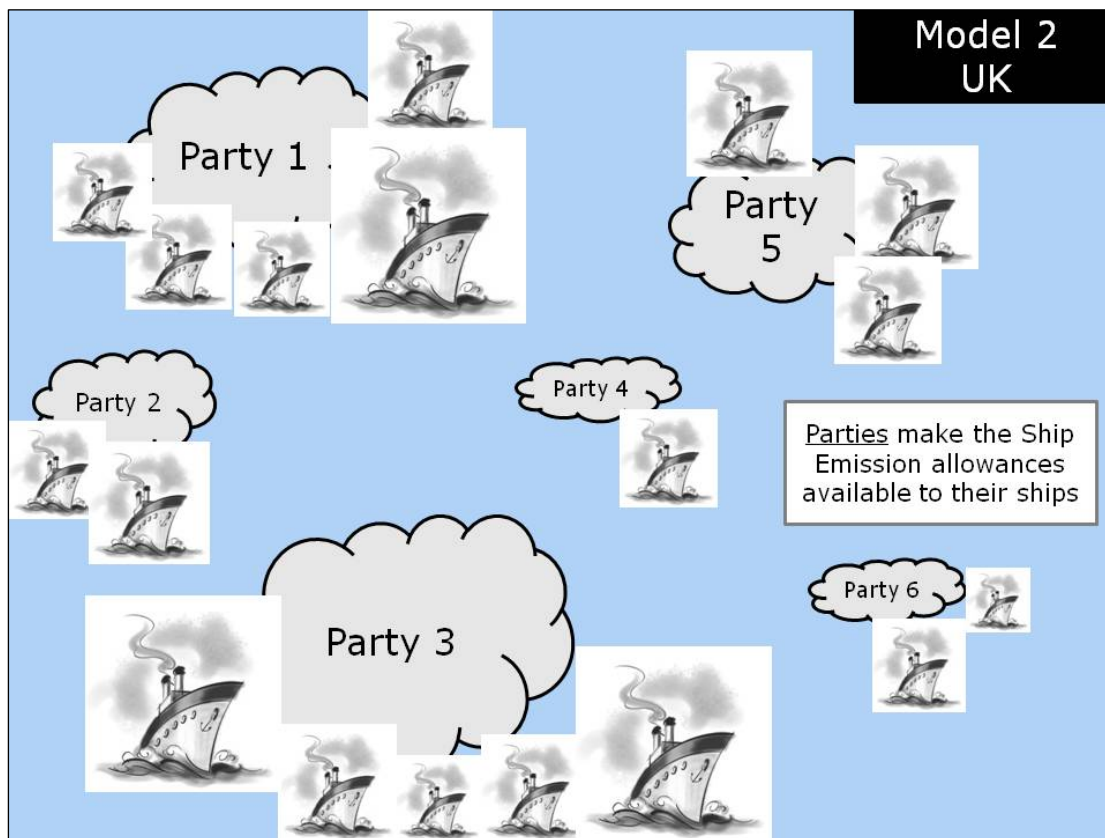 Model 2
UK
Party 1
Party
5
Party 2
Party 4
Parties make the Ship
Emission allowances
available to their ships
Party 6
Party 3